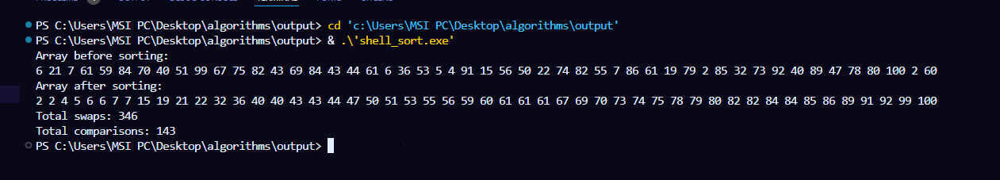 PS C:\Users\MSI PC\Desktop\algorithms\output> cd 'c:\Users\MSI PC\Desktop\algorithms\output'
PS C:\Users\MSI PC\Desktop\algorithms\output> & .\'shell_sort.exe'
Array before sorting:
6 21 7 61 59 84 70 40 51 99 67 75 82 43 69 84 43 44 61 6 36 53 5 4 91 15 56 50 22 74 82 55 7 86 61 19 79 2 85 32 73 92 40 89 47 78 80 100 2 60
Array after sorting:
2 2 4 5 6 6 7 7 15 19 21 22 32 36 40 40 43 43 44 47 50 51 53 55 56 59 60 61 61 61 67 69 70 73 74 75 78 79 80 82 82 84 84 85 86 89 91 92 99 100
Total swaps: 346
Total comparisons: 143
PS C:\Users\MSI PC\Desktop\algorithms\output>